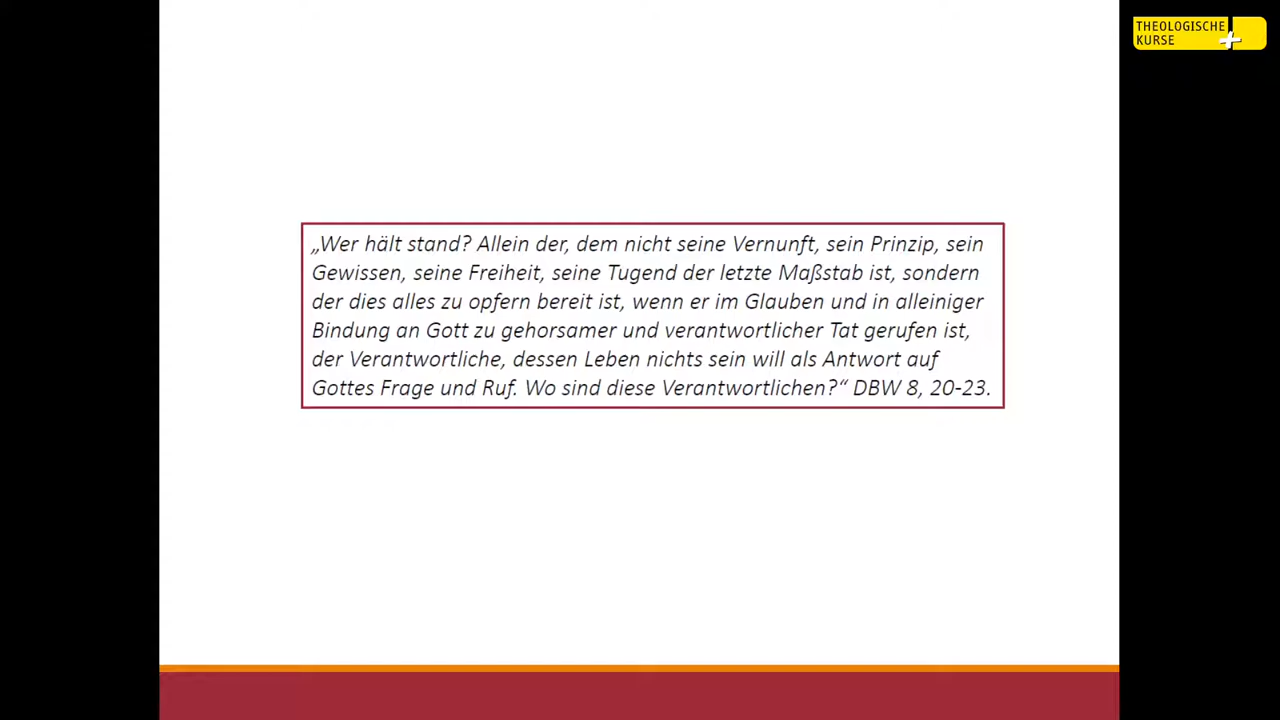 THEOLOGISCHE
KURSE
„Wer hält stand? Allein der, dem nicht seine Vernunft, sein Prinzip, sein
Gewissen, seine Freiheit, seine Tugend der letzte Maßstab ist, sondern
der dies alles zu opfern bereit ist, wenn er im Glauben und in alleiniger
Bindung an Gott zu gehorsamer und verantwortlicher Tat gerufen ist,
der Verantwortliche, dessen Leben nichts sein will als Antwort auf
Gottes Frage und Ruf. Wo sind diese Verantwortlichen?“ DBW 8, 20-23.